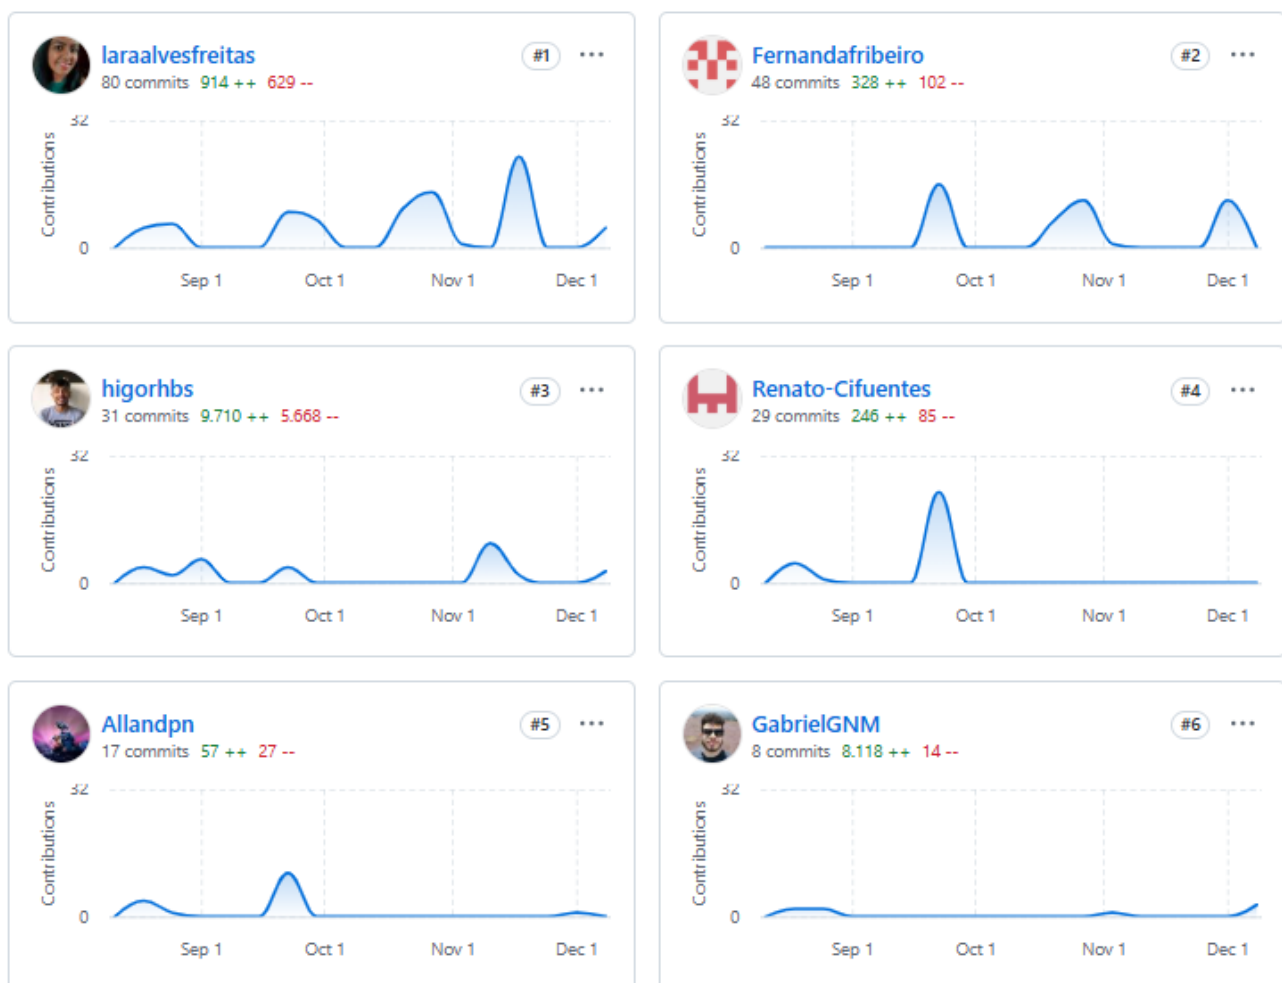 laraalvesfreitas #1
80 commits 914 ++ 629 --
32
Contributions
0
Sep 1 Oct 1 Nov 1 Dec 1
Fernandafribeiro #2
48 commits 328 ++ 102 --
32
Contributions
0
Sep 1 Oct 1 Nov 1 Dec 1
higorhbs #3
31 commits 9.710 ++ 5.668 --
32
Contributions
0
Sep 1 Oct 1 Nov 1 Dec 1
Renato-Cifuentes #4
29 commits 246 ++ 85 --
32
Contributions
0
Sep 1 Oct 1 Nov 1 Dec 1
Allandpn #5
17 commits 57 ++ 27 --
32
Contributions
0
Sep 1 Oct 1 Nov 1 Dec 1
GabrielGNM #6
8 commits 8.118 ++ 14 --
32
Contributions
0
Sep 1 Oct 1 Nov 1 Dec 1